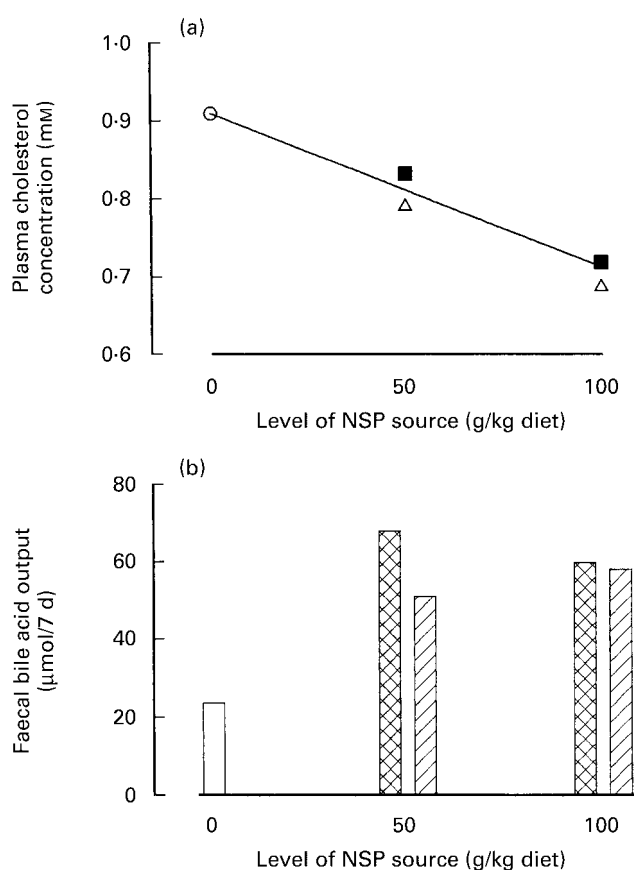 (a)
1·0
0·9
0·8
0·7
0·6
Plasma cholesterol
concentration (mM)
0 50 100
Level of NSP source (g/kg diet)
(b)
80
60
40
20
0
Faecal bile acid output
(µmol/7 d)
0 50 100
Level of NSP source (g/kg diet)